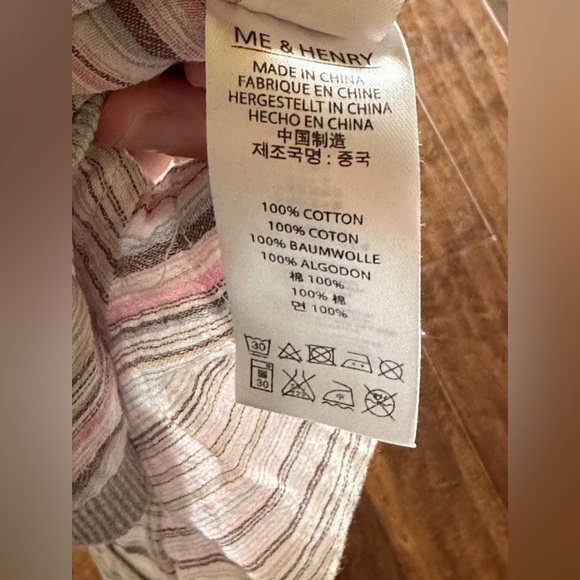 ME & HENRY
MADE IN CHINA
FABRIQUE EN CHINE
HERGESTELLT IN CHINA
HECHO EN CHINA
中国制造
제조국명 : 중국
100% COTTON
100% COTON
100% BAUMWOLLE
100% ALGODON
棉 100%
100% 棉
면 100%
30
30